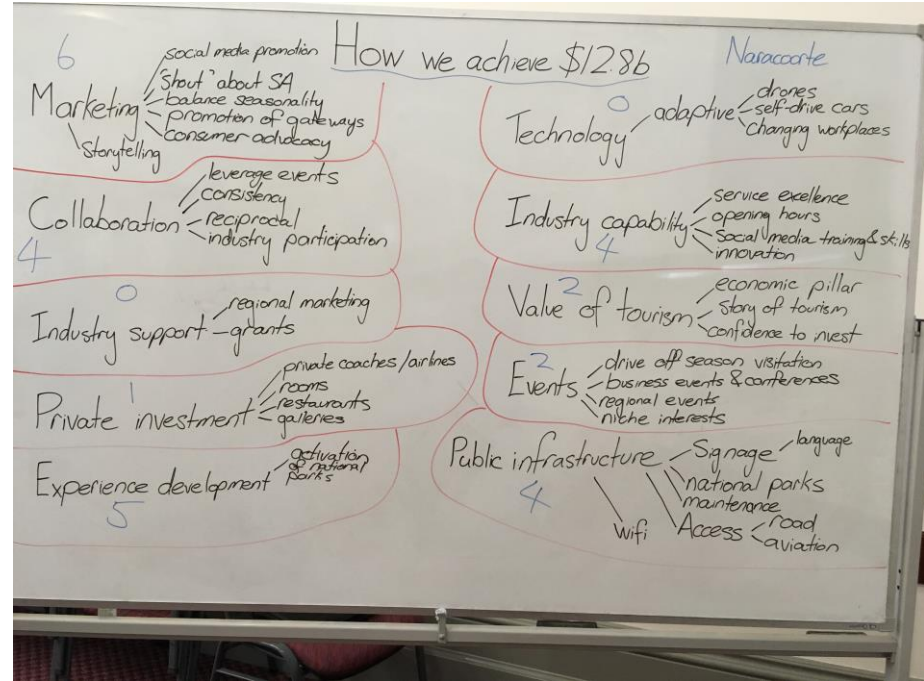 How we achieve $12.8b
Naracoorte
6
Marketing
social media promotion
"Shout" about SA
balance seasonality
promotion of gateways
consumer advocacy
Storytelling
Collaboration
4
leverage events
consistency
reciprocal
industry participation
0
Industry support
regional marketing
grants
1
Private investment
private coaches/airlines
rooms
restaurants
galleries
Experience development
5
activation
of national
parks
0
Technology
adaptive
drones
self-drive cars
changing workplaces
Industry capability
4
service excellence
opening hours
Social media training & skills
innovation
2
Value of tourism
economic pillar
story of tourism
confidence to invest
2
Events
drive off season visitation
business events & conferences
regional events
niche interests
Public infrastructure
4
Signage
language
national parks
maintenance
Access
road
aviation
wifi